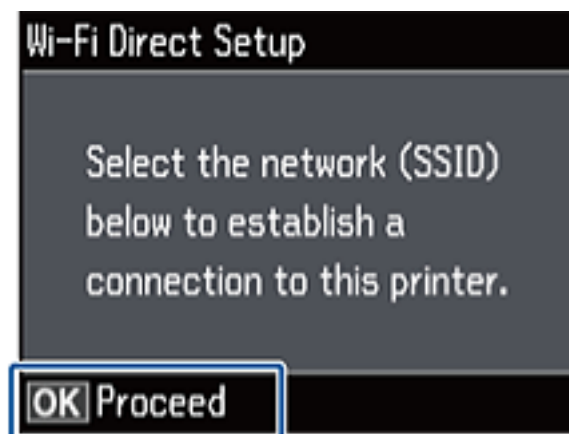 Wi-Fi Direct Setup
Select the network (SSID)
below to establish a
connection to this printer.
OK Proceed